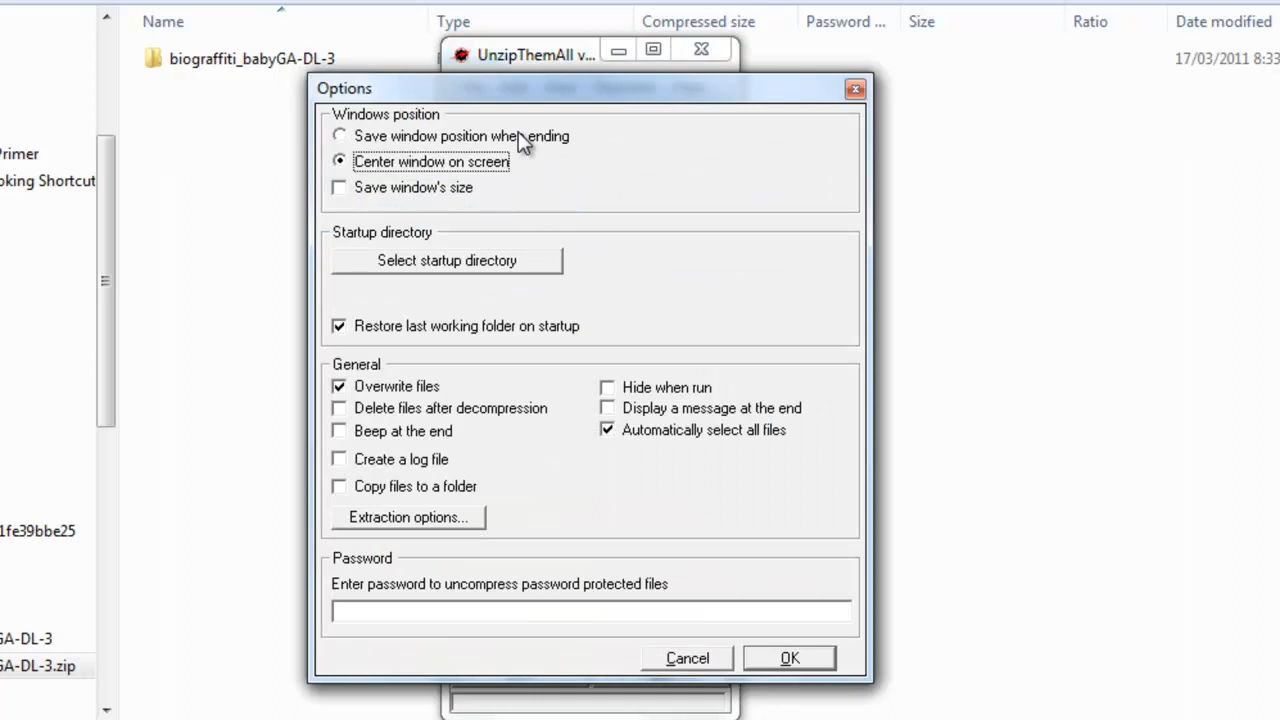 Name Type Compressed size Password ... Size Ratio Date modified
UnzipThemAll v...
biograffiti_babyGA-DL-3 17/03/2011 8:33
Options
Windows position
Save window position when ending
Center window on screen
Save window's size
Primer
oking Shortcut
Startup directory
Select startup directory
Restore last working folder on startup
General
Overwrite files Hide when run
Delete files after decompression Display a message at the end
Beep at the end Automatically select all files
Create a log file
Copy files to a folder
Extraction options...
1fe39bbe25
Password
Enter password to uncompress password protected files
GA-DL-3
Cancel OK
GA-DL-3.zip